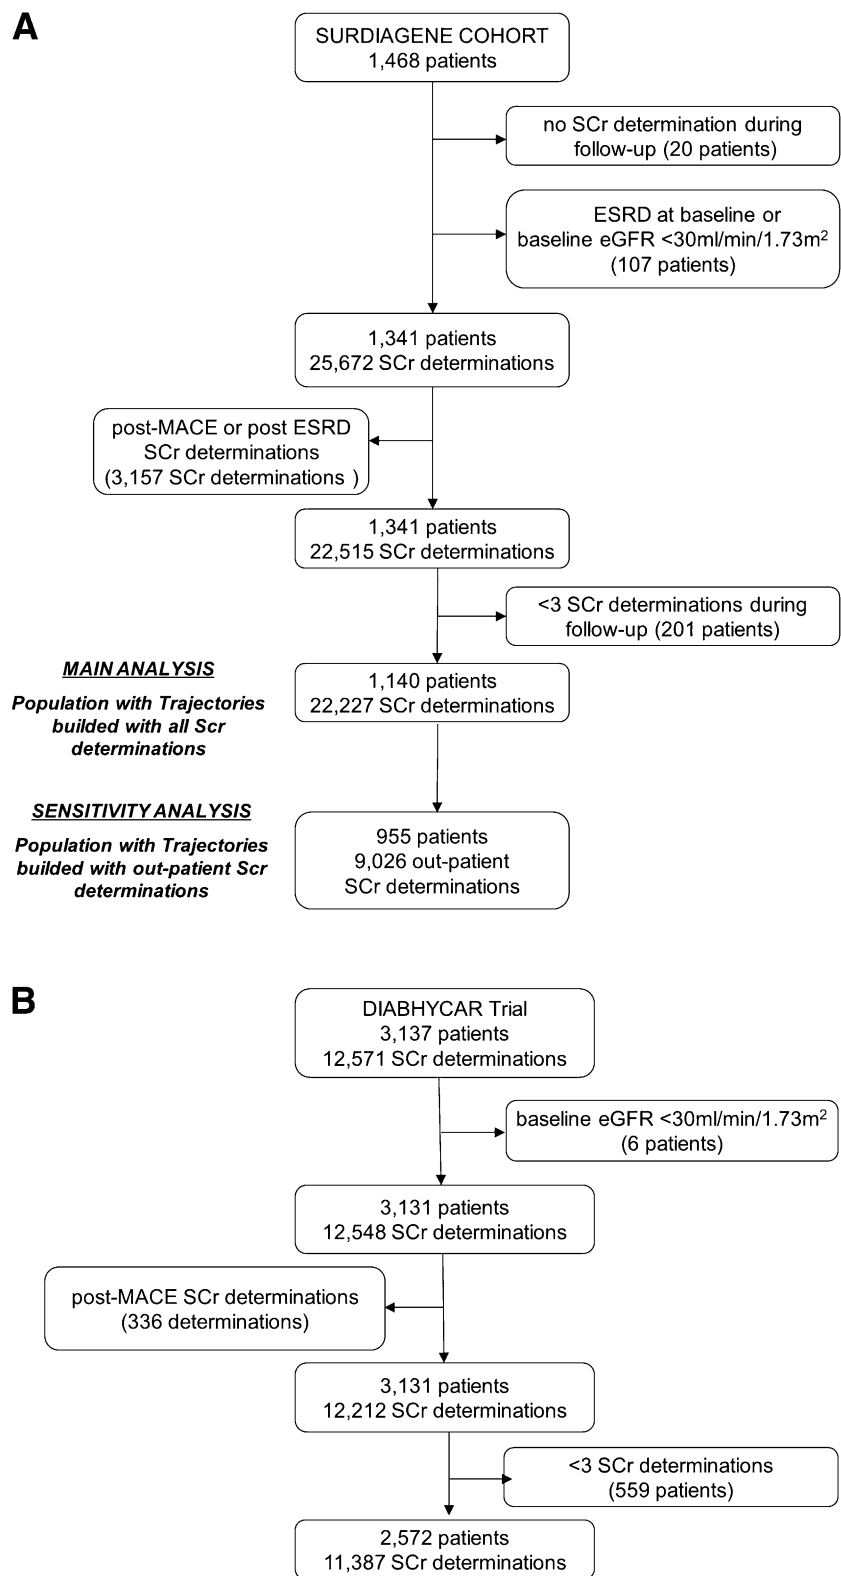 A
SURDIAGENE COHORT
1,468 patients
no SCr determination during
follow-up (20 patients)
ESRD at baseline or
baseline eGFR <30ml/min/1.73m²
(107 patients)
1,341 patients
25,672 SCr determinations
post-MACE or post ESRD
SCr determinations
(3,157 SCr determinations )
1,341 patients
22,515 SCr determinations
<3 SCr determinations during
follow-up (201 patients)
MAIN ANALYSIS
Population with Trajectories
builded with all Scr
determinations
1,140 patients
22,227 SCr determinations
SENSITIVITY ANALYSIS
Population with Trajectories
builded with out-patient Scr
determinations
955 patients
9,026 out-patient
SCr determinations
B
DIABHYCAR Trial
3,137 patients
12,571 SCr determinations
baseline eGFR <30ml/min/1.73m²
(6 patients)
3,131 patients
12,548 SCr determinations
post-MACE SCr determinations
(336 determinations)
3,131 patients
12,212 SCr determinations
<3 SCr determinations
(559 patients)
2,572 patients
11,387 SCr determinations